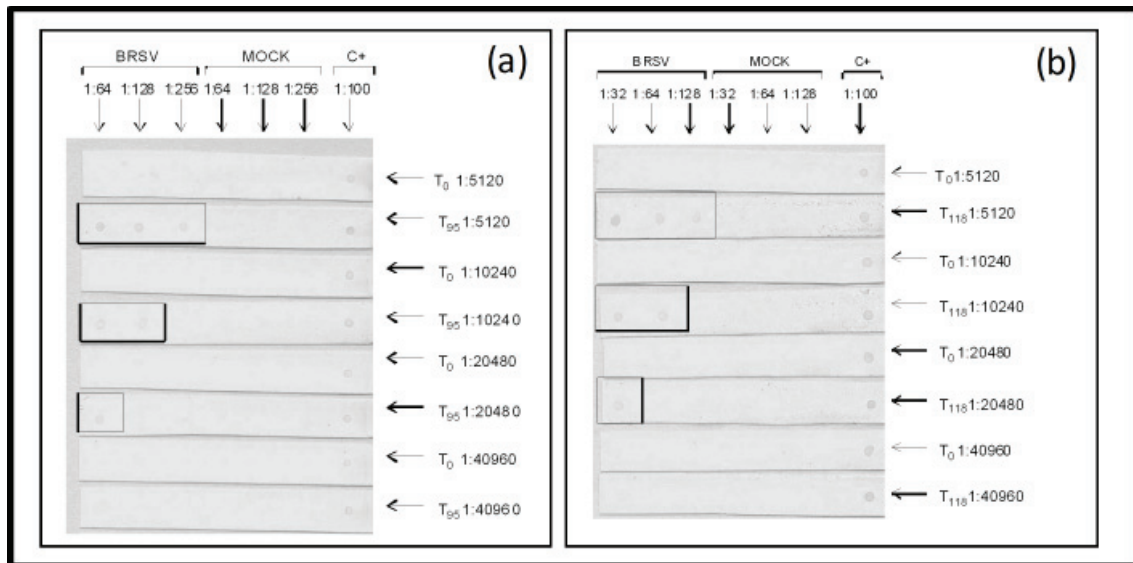 BRSV MOCK C+ (a)
1:64 1:128 1:256 1:64 1:128 1:256 1:100
T0 1:5120
T95 1:5120
T0 1:10240
T95 1:10240
T0 1:20480
T95 1:20480
T0 1:40960
T95 1:40960
BRSV MOCK C+ (b)
1:32 1:64 1:128 1:32 1:64 1:128 1:100
T0 1:5120
T118 1:5120
T0 1:10240
T118 1:10240
T0 1:20480
T118 1:20480
T0 1:40960
T118 1:40960